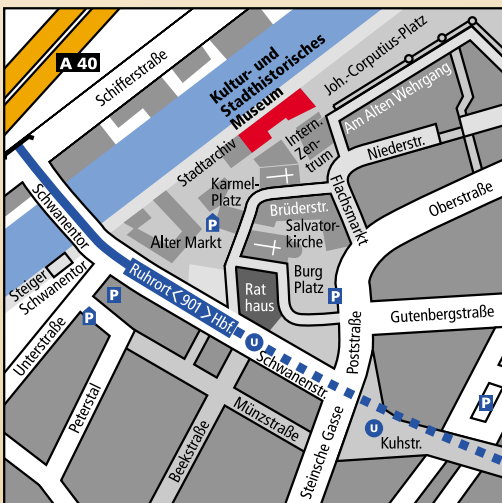 A 40
Schifferstraße
Kultur- und
Stadthistorisches
Museum
Joh.-Corputius-Platz
Stadtarchiv
Intern.
Zen-
trum
Am Alten Wehrgang
Niederstr.
Karmel-
Platz
Flachsmarkt
Oberstraße
Brüderstr.
P
Alter Markt
Salvator-
kirche
Schwanentor
Steiger
Schwanentor
Ruhrort <901> Hbf.
Rat
haus
Burg
Platz
P
P
P
Gutenbergstraße
Unterstraße
U
Schwanenstr.
Poststraße
Peterstal
Beekstraße
Münzstraße
Steinsche Gasse
U
Kuhstr.
P